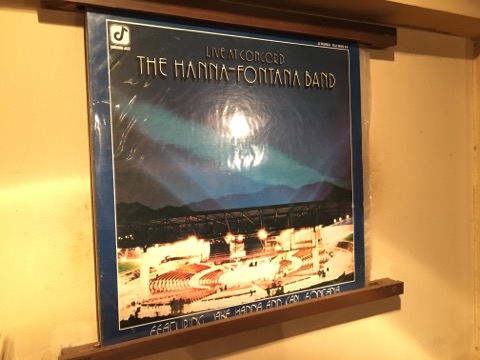 LIVE AT CONCORD
THE HANNA-FONTANA BAND
FEATURING JAKE HANNA AND CARL FONTANA